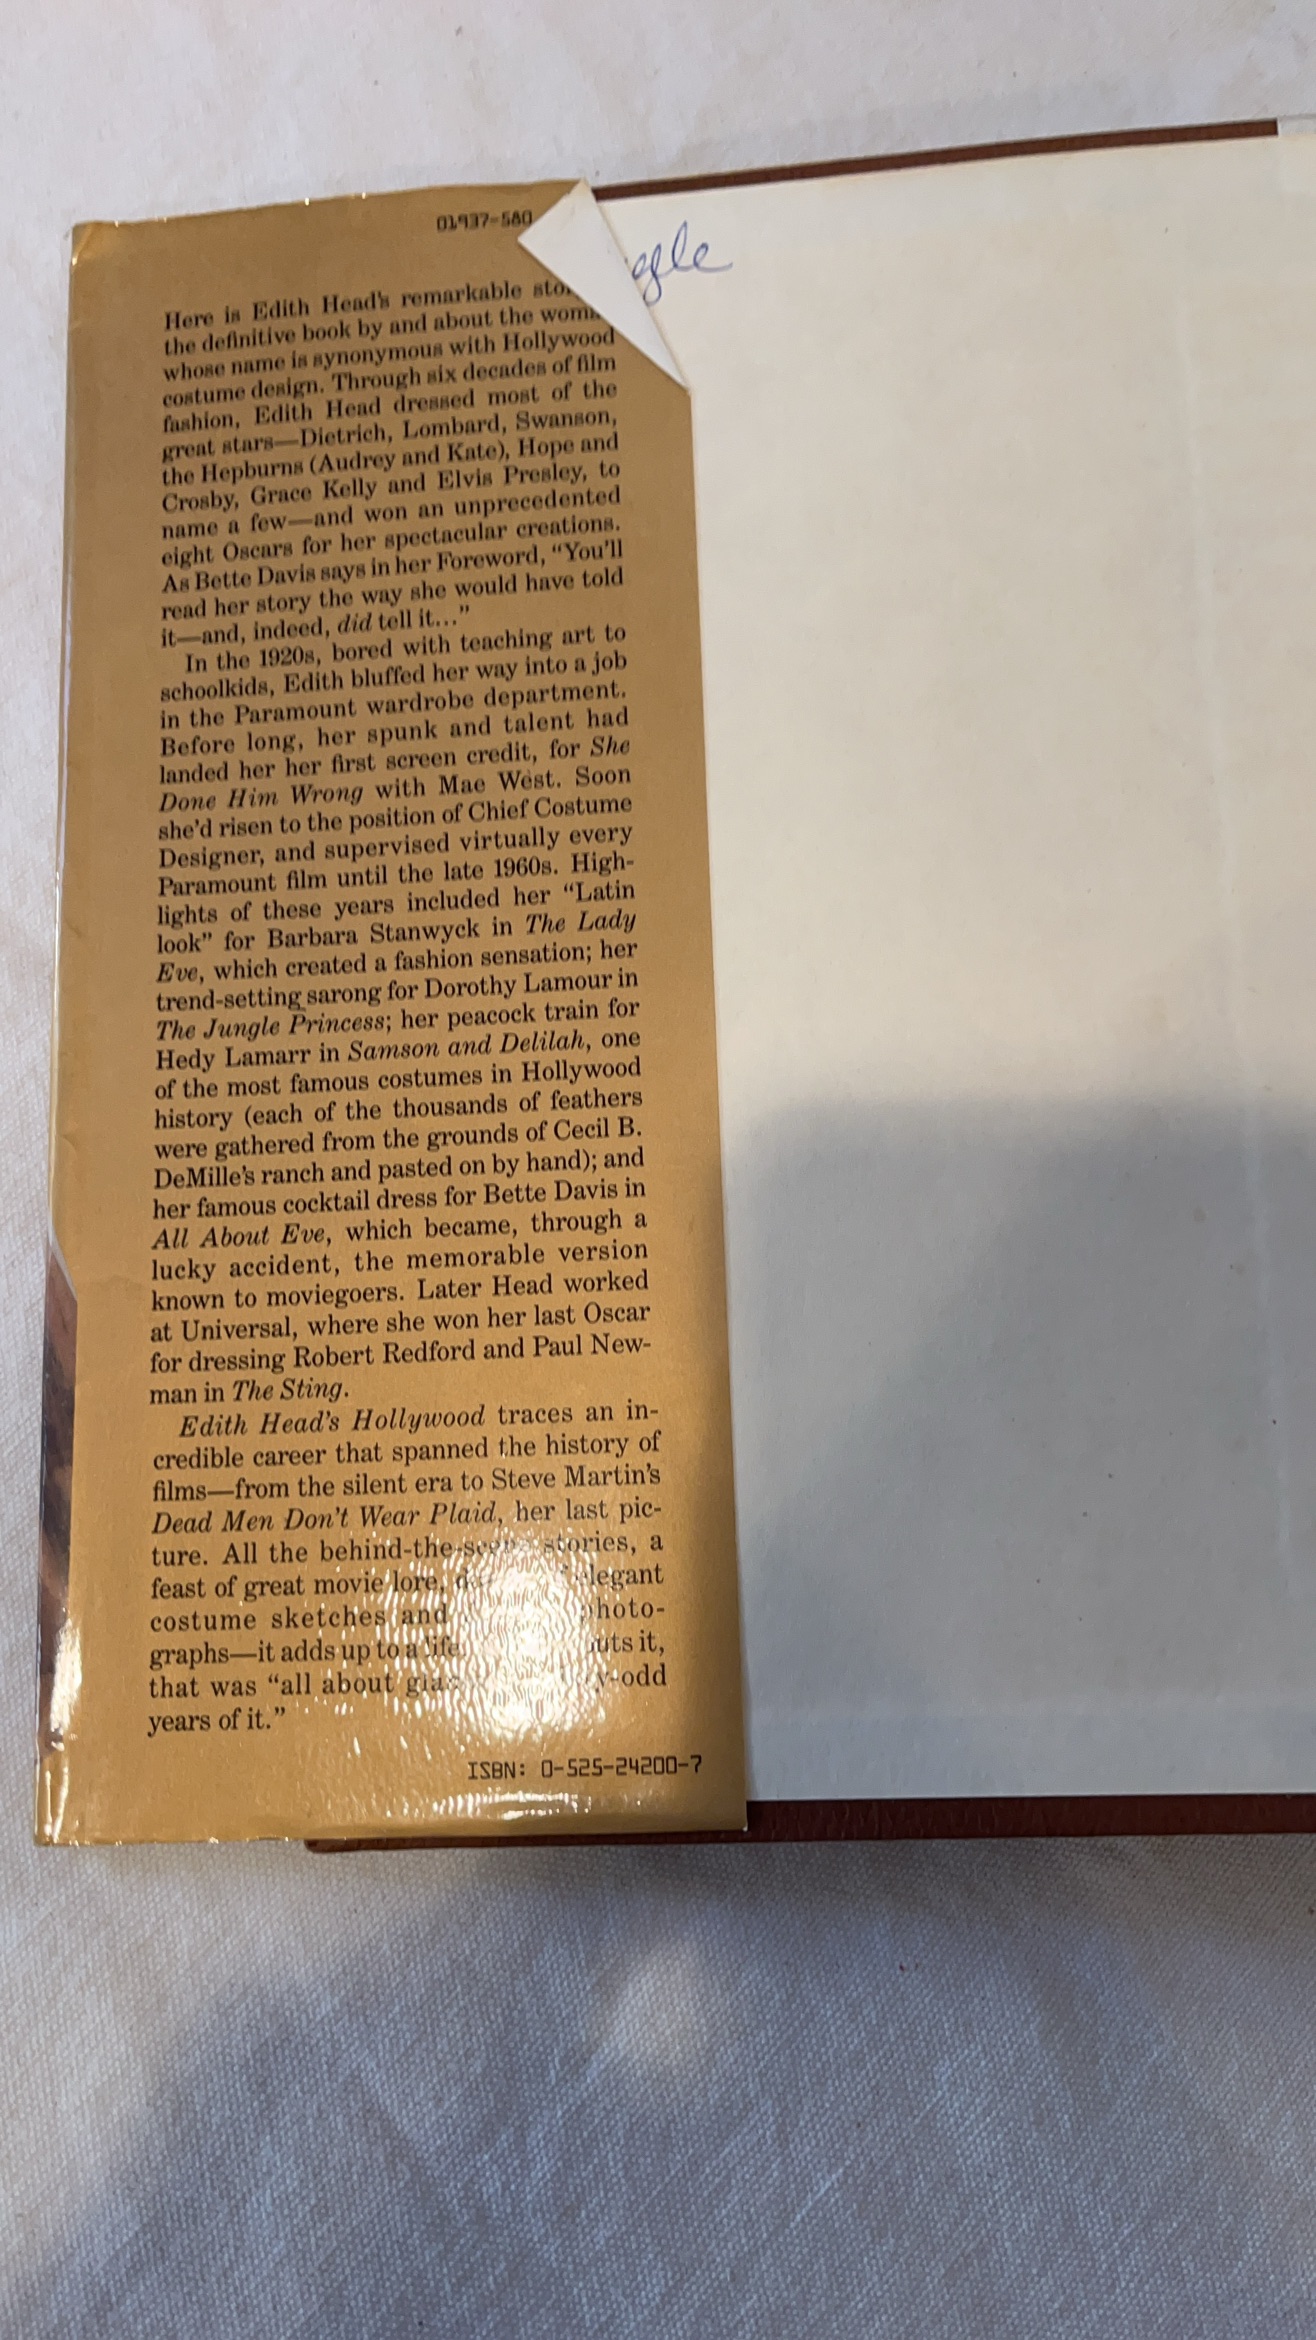 01937-580
Here is Edith Head's remarkable
the definitive book by and about the
whose name is synonymous with Hollywood
costume design. Through six decades of film
fashion, Edith Head dressed most of the
great stars—Dietrich, Lombard, Swanson,
the Hepburns (Audrey and Kate), Hope and
Crosby, Grace Kelly and Elvis Presley, to
name a few—and won an unprecedented
eight Oscars for her spectacular creations.
As Bette Davis says in her Foreword, “You'll
read her story the way she would have told
it—and, indeed, did tell it...”
In the 1920s, bored with teaching art to
schoolkids, Edith bluffed her way into a job
in the Paramount wardrobe department.
Before long, her spunk and talent had
landed her her first screen credit, for She
Done Him Wrong with Mae West. Soon
she'd risen to the position of Chief Costume
Designer, and supervised virtually every
Paramount film until the late 1960s. High-
lights of these years included her “Latin
look” for Barbara Stanwyck in The Lady
Eve, which created a fashion sensation; her
trend-setting sarong for Dorothy Lamour in
The Jungle Princess; her peacock train for
Hedy Lamarr in Samson and Delilah, one
of the most famous costumes in Hollywood
history (each of the thousands of feathers
were gathered from the grounds of Cecil B.
DeMille's ranch and pasted on by hand); and
her famous cocktail dress for Bette Davis in
All About Eve, which became, through a
lucky accident, the memorable version
known to moviegoers. Later Head worked
at Universal, where she won her last Oscar
for dressing Robert Redford and Paul New-
man in The Sting.
Edith Head's Hollywood traces an in-
credible career that spanned the history of
films—from the silent era to Steve Martin's
Dead Men Don't Wear Plaid, her last pic-
ture. All the behind-the-scenes stories, a
feast of great movie lore, elegant
costume sketches and photo-
graphs—it adds up to a life it,
that was “all about
years of it.”
ISBN: 0-525-24200-7